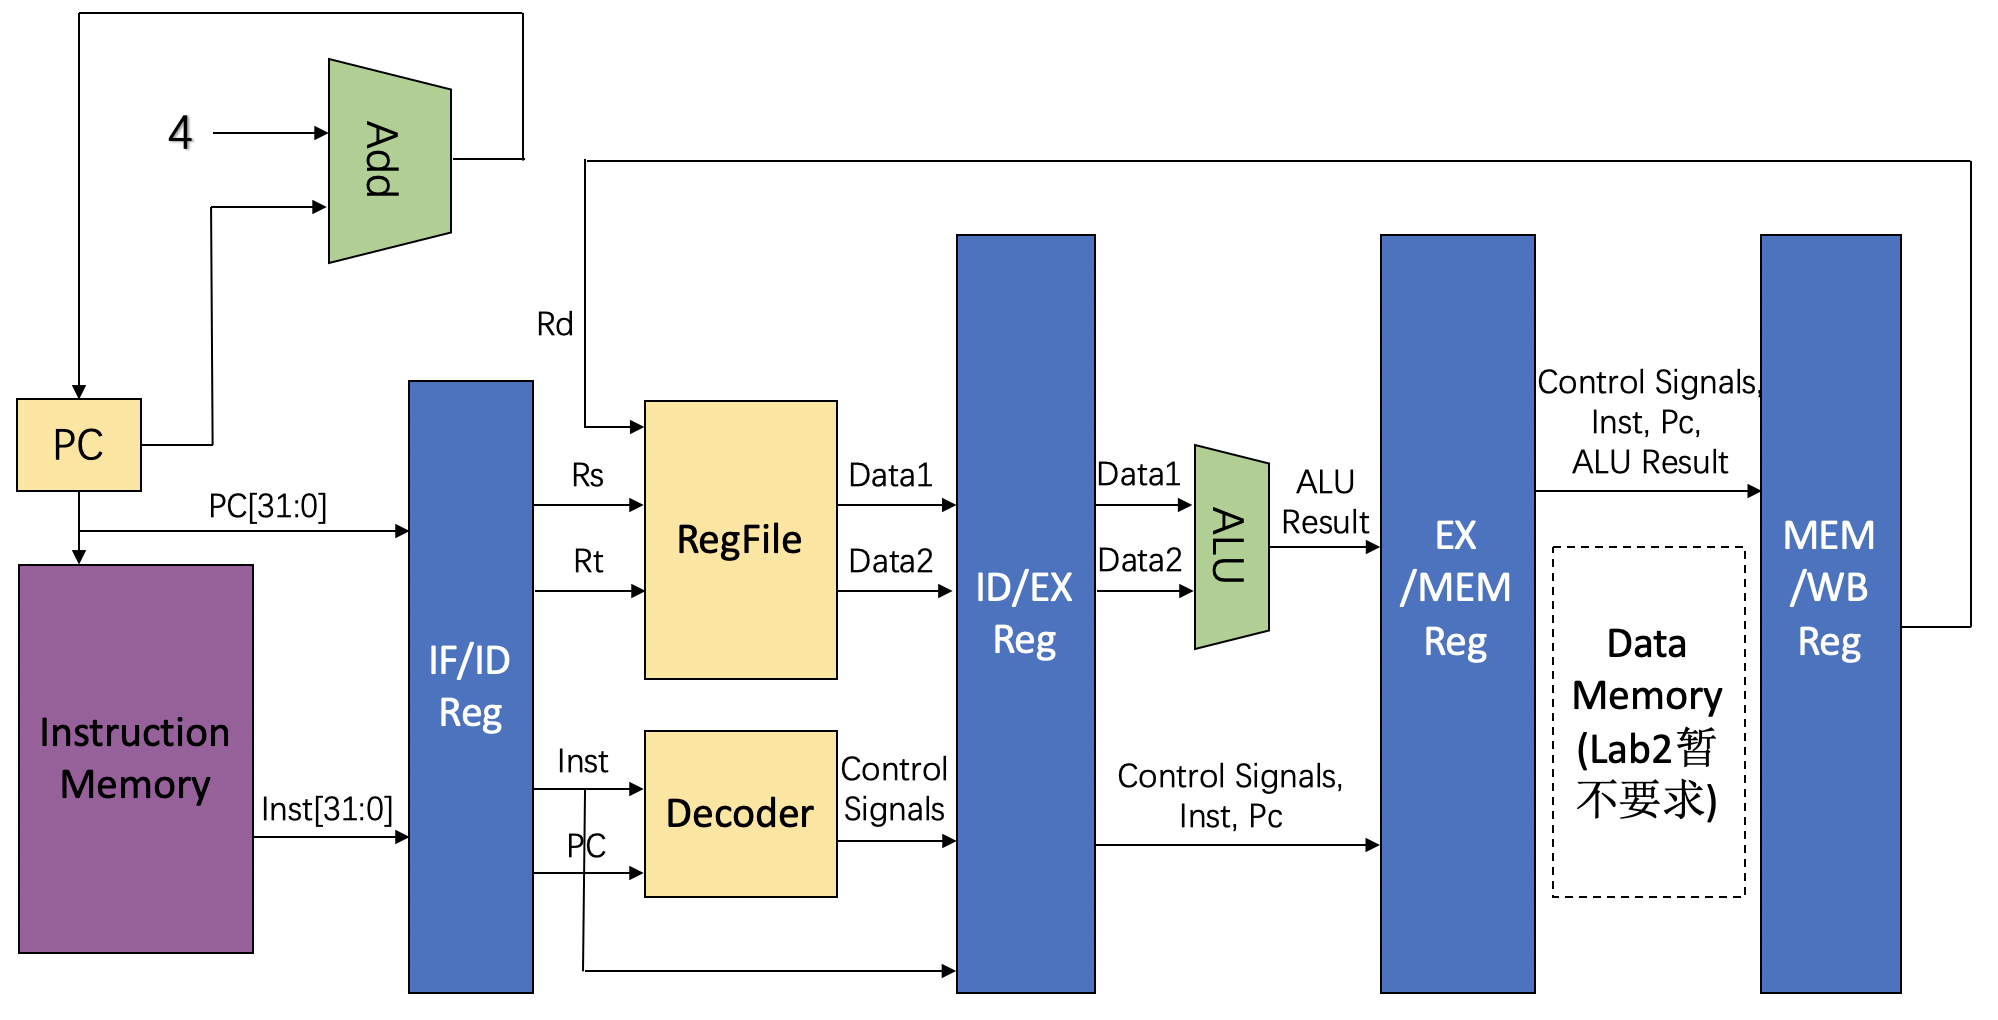 4
Add
Rd
PC
PC[31:0]
Instruction
Memory
Inst[31:0]
IF/ID
Reg
Rs
Rt
Inst
PC
RegFile
Decoder
Data1
Data2
Control
Signals
ID/EX
Reg
Data1
Data2
ALU
ALU
Result
Control Signals,
Inst, Pc
EX
/MEM
Reg
Control Signals,
Inst, Pc,
ALU Result
Data
Memory
(Lab2暂
不要求)
MEM
/WB
Reg